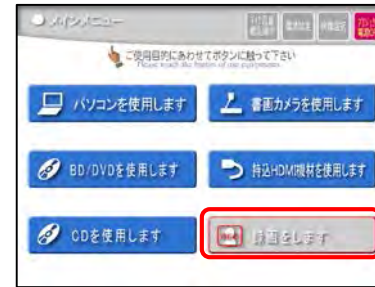 メインメニュー
ご使用目的にあわせてボタンに触って下さい
Please touch the button of use equipments
パソコンを使用します
書画カメラを使用します
BD/DVDを使用します
持込HDMI機材を使用します
CDを使用します
録画をします